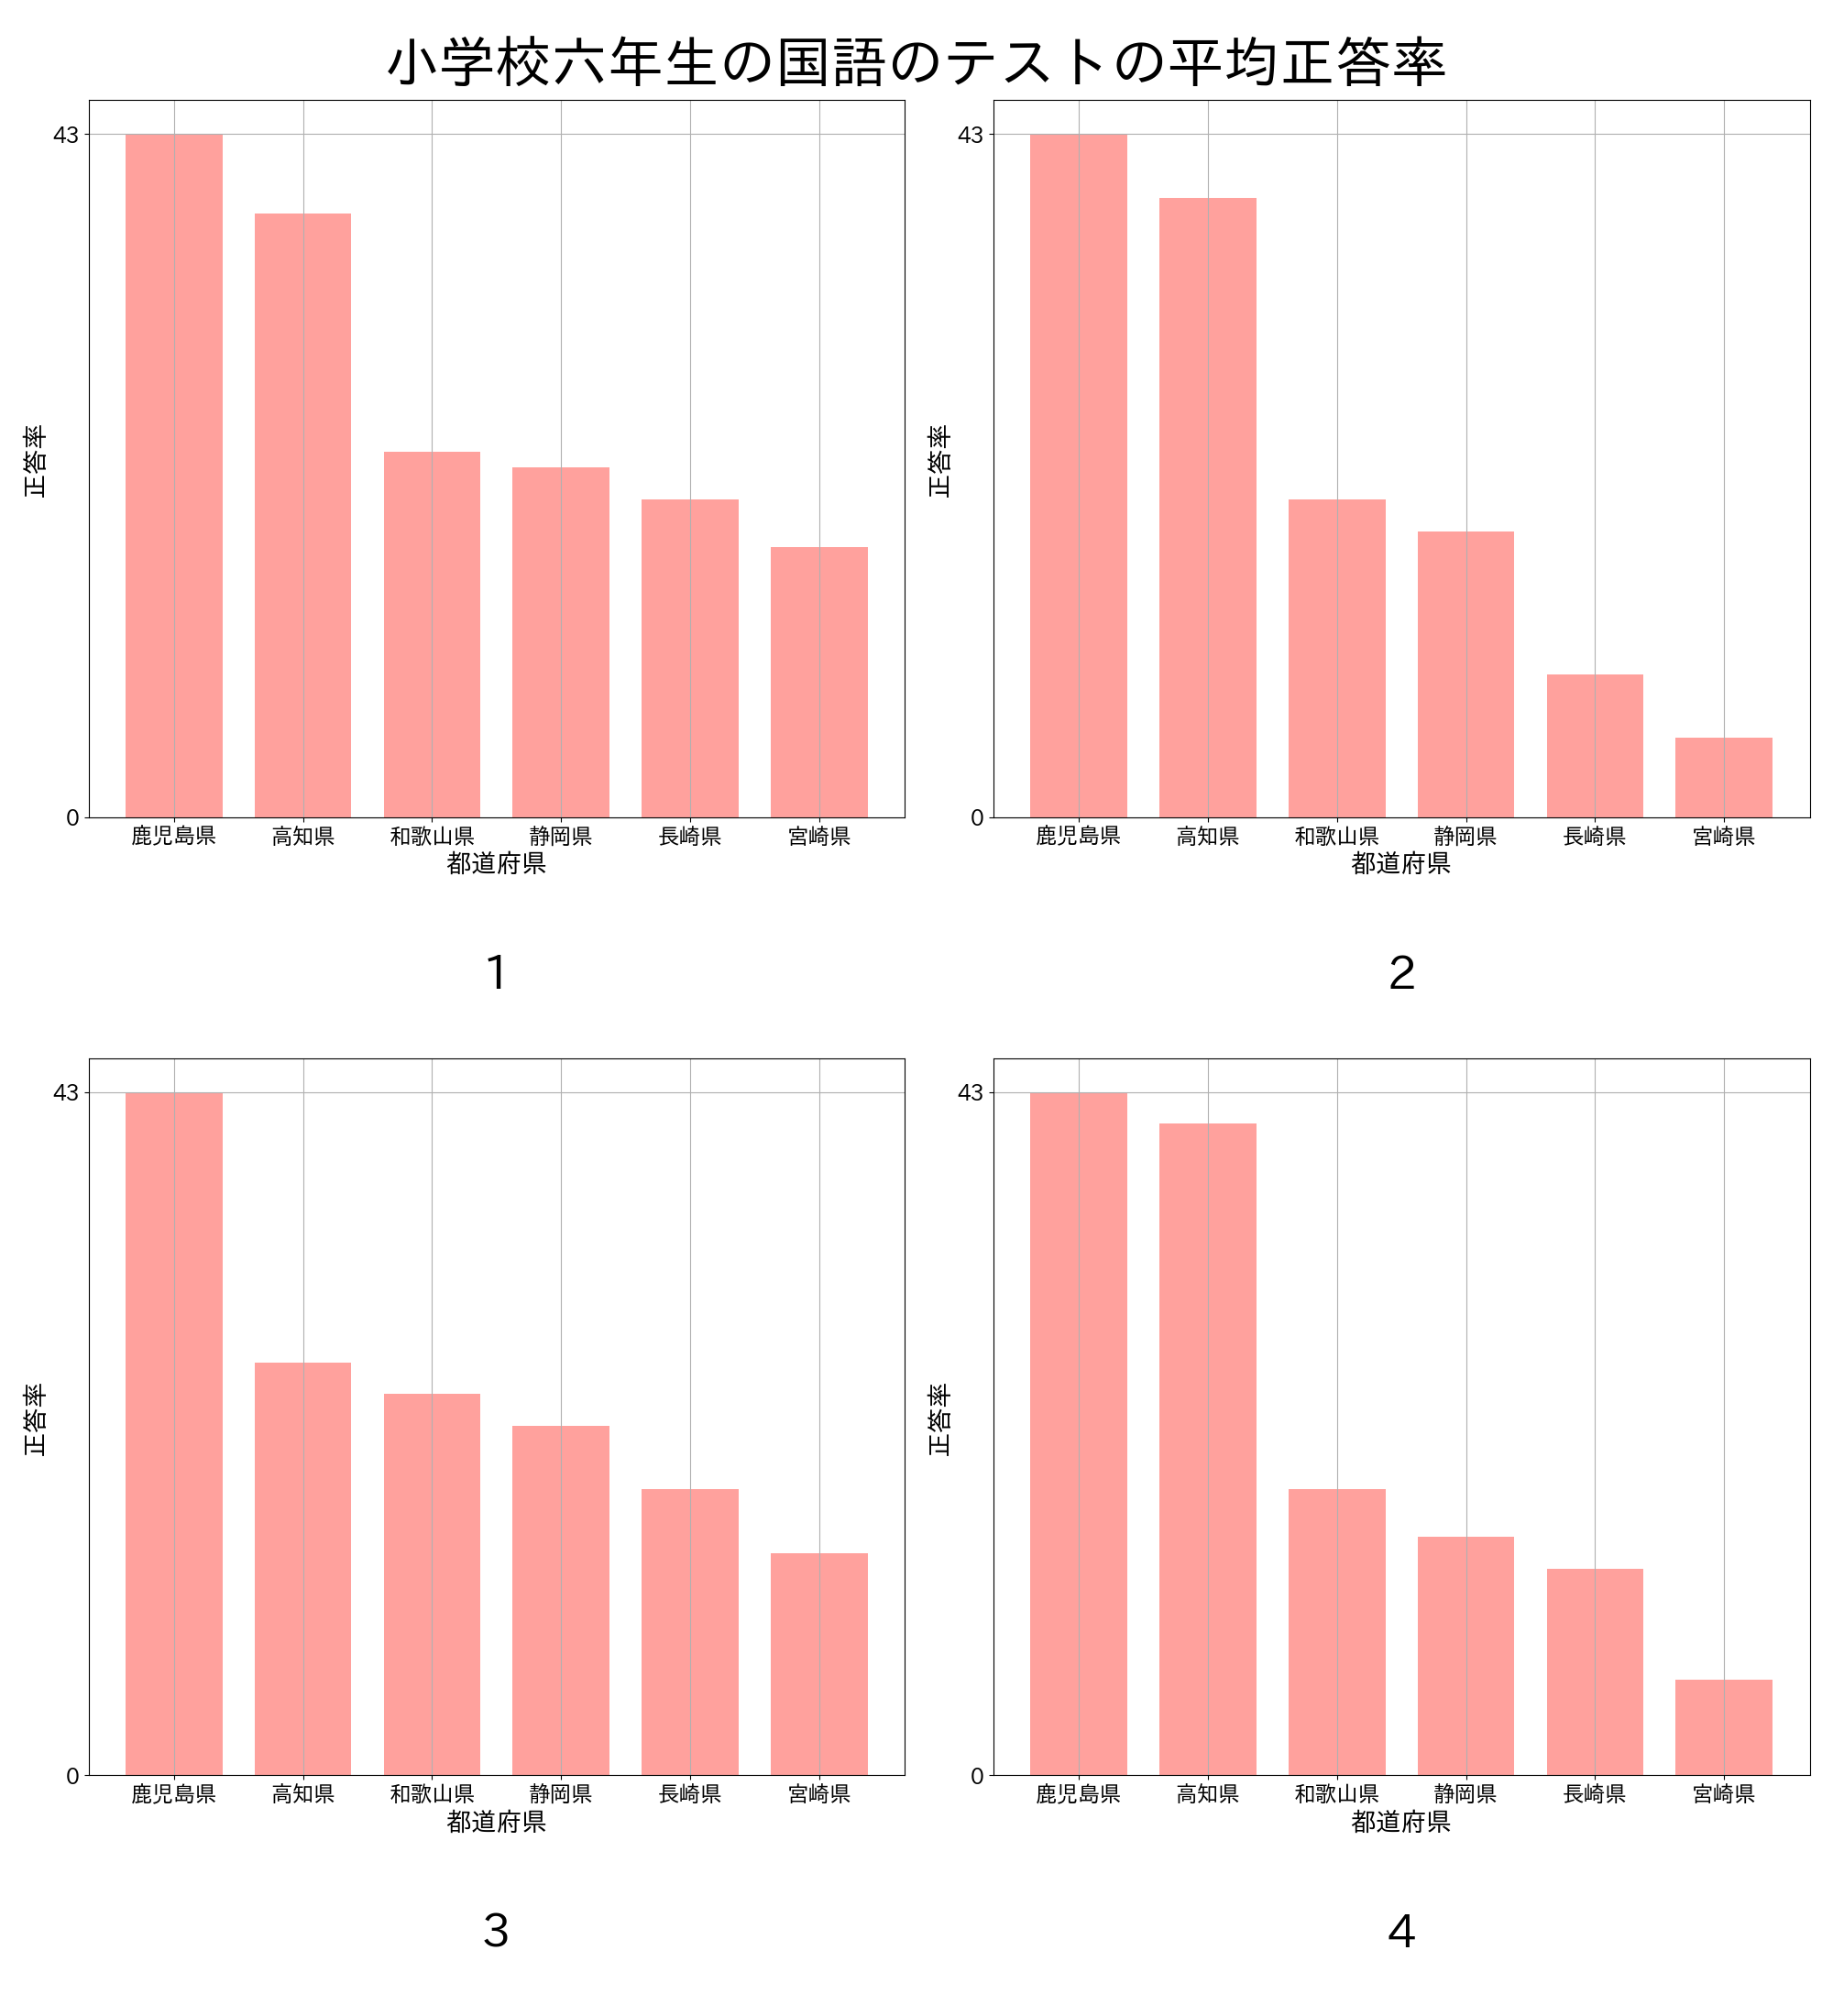 小学校六年生の国語のテストの平均正答率
43
正答率
0
鹿児島県 高知県 和歌山県 静岡県 長崎県 宮崎県
都道府県
1
43
正答率
0
鹿児島県 高知県 和歌山県 静岡県 長崎県 宮崎県
都道府県
2
43
正答率
0
鹿児島県 高知県 和歌山県 静岡県 長崎県 宮崎県
都道府県
3
43
正答率
0
鹿児島県 高知県 和歌山県 静岡県 長崎県 宮崎県
都道府県
4